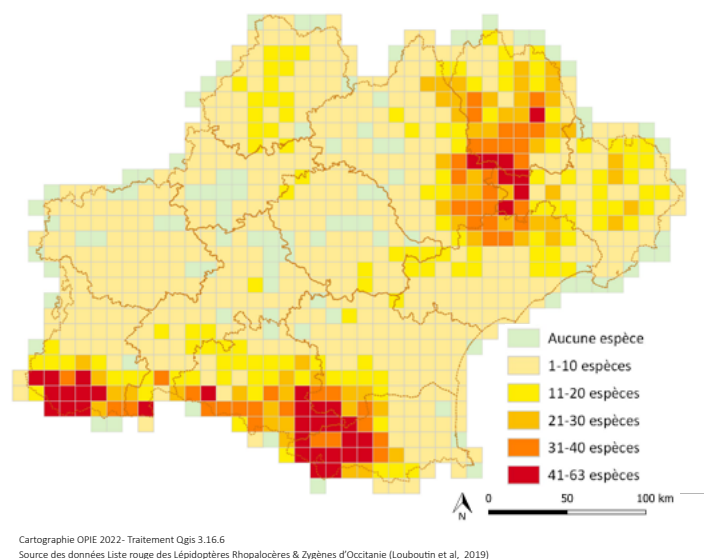 Aucune espèce
1-10 espèces
11-20 espèces
21-30 espèces
31-40 espèces
41-63 espèces
N
0 50 100 km
Cartographie OPIE 2022- Traitement Qgis 3.16.6
Source des données Liste rouge des Lépidoptères Rhopalocères & Zygènes d'Occitanie (Louboutin et al, 2019)